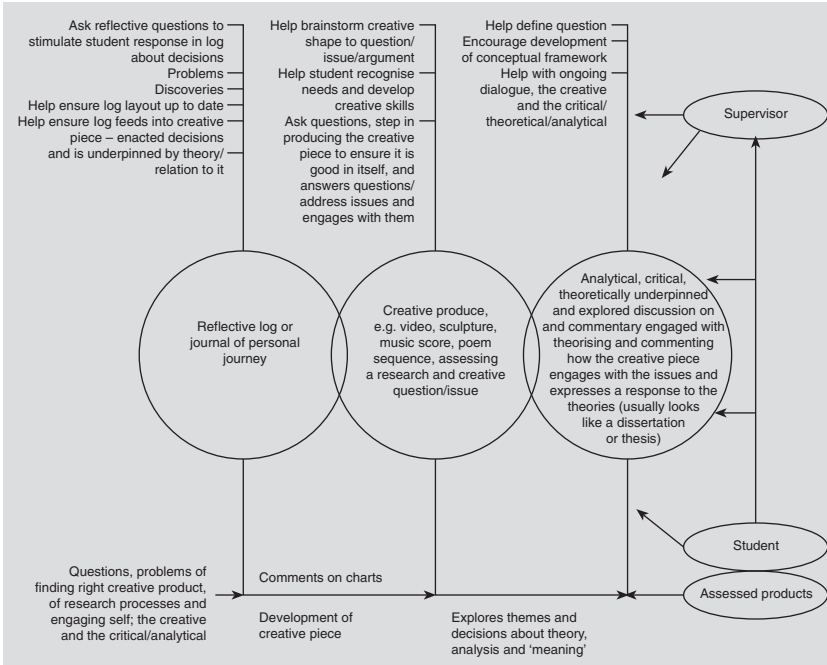 Ask reflective questions to
stimulate student response in log
about decisions
Problems
Discoveries
Help ensure log layout up to date
Help ensure log feeds into creative
piece – enacted decisions
and is underpinned by theory/
relation to it
Help brainstorm creative
shape to question/
issue/argument
Help student recognise
needs and develop
creative skills
Ask questions, step in
producing the creative
piece to ensure it is
good in itself, and
answers questions/
address issues and
engages with them
Help define question
Encourage development
of conceptual framework
Help with ongoing
dialogue, the creative
and the critical/
theoretical/analytical
Supervisor
Reflective log or
journal of personal
journey
Creative produce,
e.g. video, sculpture,
music score, poem
sequence, assessing
a research and creative
question/issue
Analytical, critical,
theoretically underpinned
and explored discussion on
and commentary engaged with
theorising and commenting
how the creative piece
engages with the issues and
expresses a response to the
theories (usually looks
like a dissertation
or thesis)
Student
Assessed products
Questions, problems of
finding right creative product,
of research processes and
engaging self; the creative
and the critical/analytical
Comments on charts
Development of
creative piece
Explores themes and
decisions about theory,
analysis and ‘meaning’